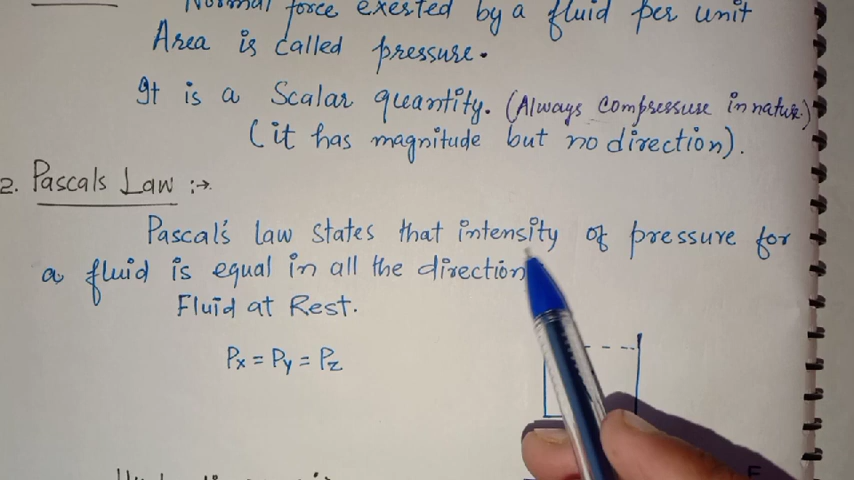 Normal force exerted by a fluid per unit
Area is called pressure.
It is a Scalar quantity. (Always compressure in nature)
(it has magnitude but no direction).
2. Pascals Law :→
Pascal's law states that intensity of pressure for
a fluid is equal in all the direction
Fluid at Rest.
Px = Py = Pz